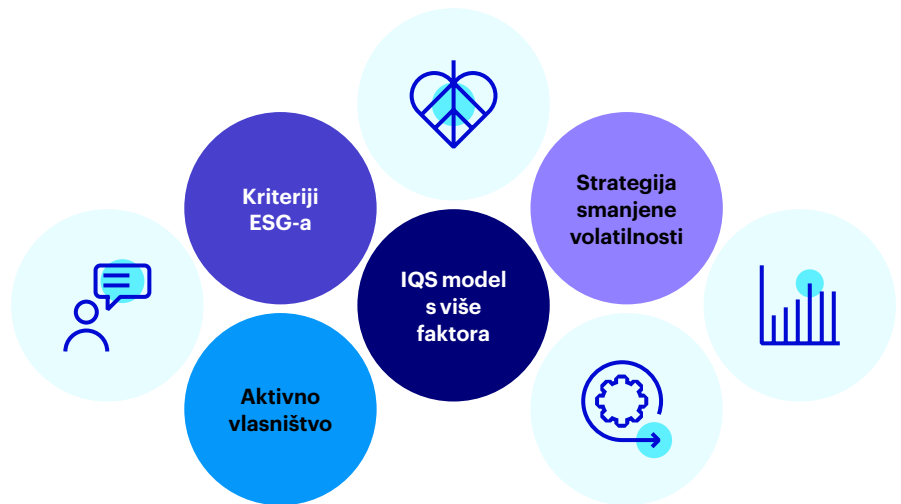 Kriteriji
ESG-a
Strategija
smanjene
volatilnosti
IQS model
s više
faktora
Aktivno
vlasništvo